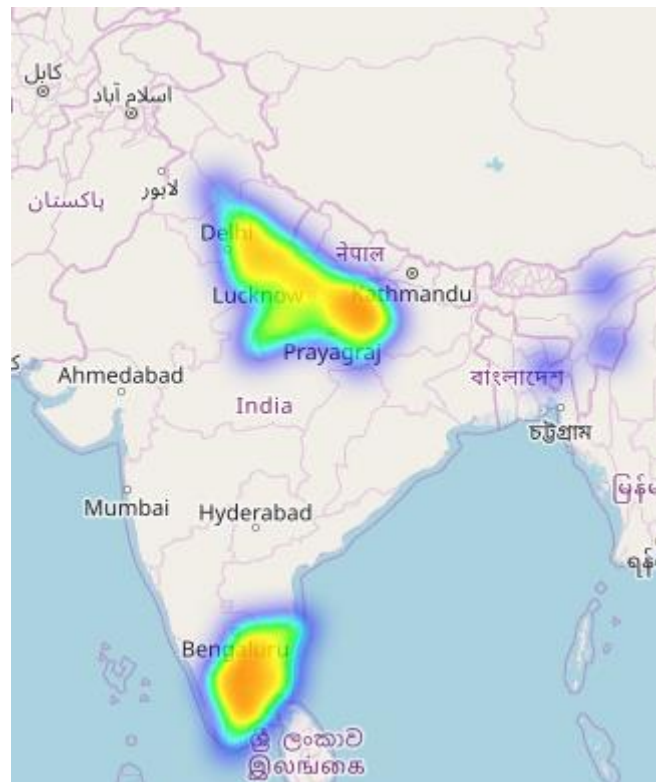 کابل
اسلام آباد
لاہور
پاکستان
Delhi
नेपाल
Lucknow
Kathmandu
Prayagraj
বাংলাদেশ
Ahmedabad
India
চট্টগ্রাম
Mumbai
Hyderabad
Bengaluru
ශ්‍රී ලංකාව
இலங்கை